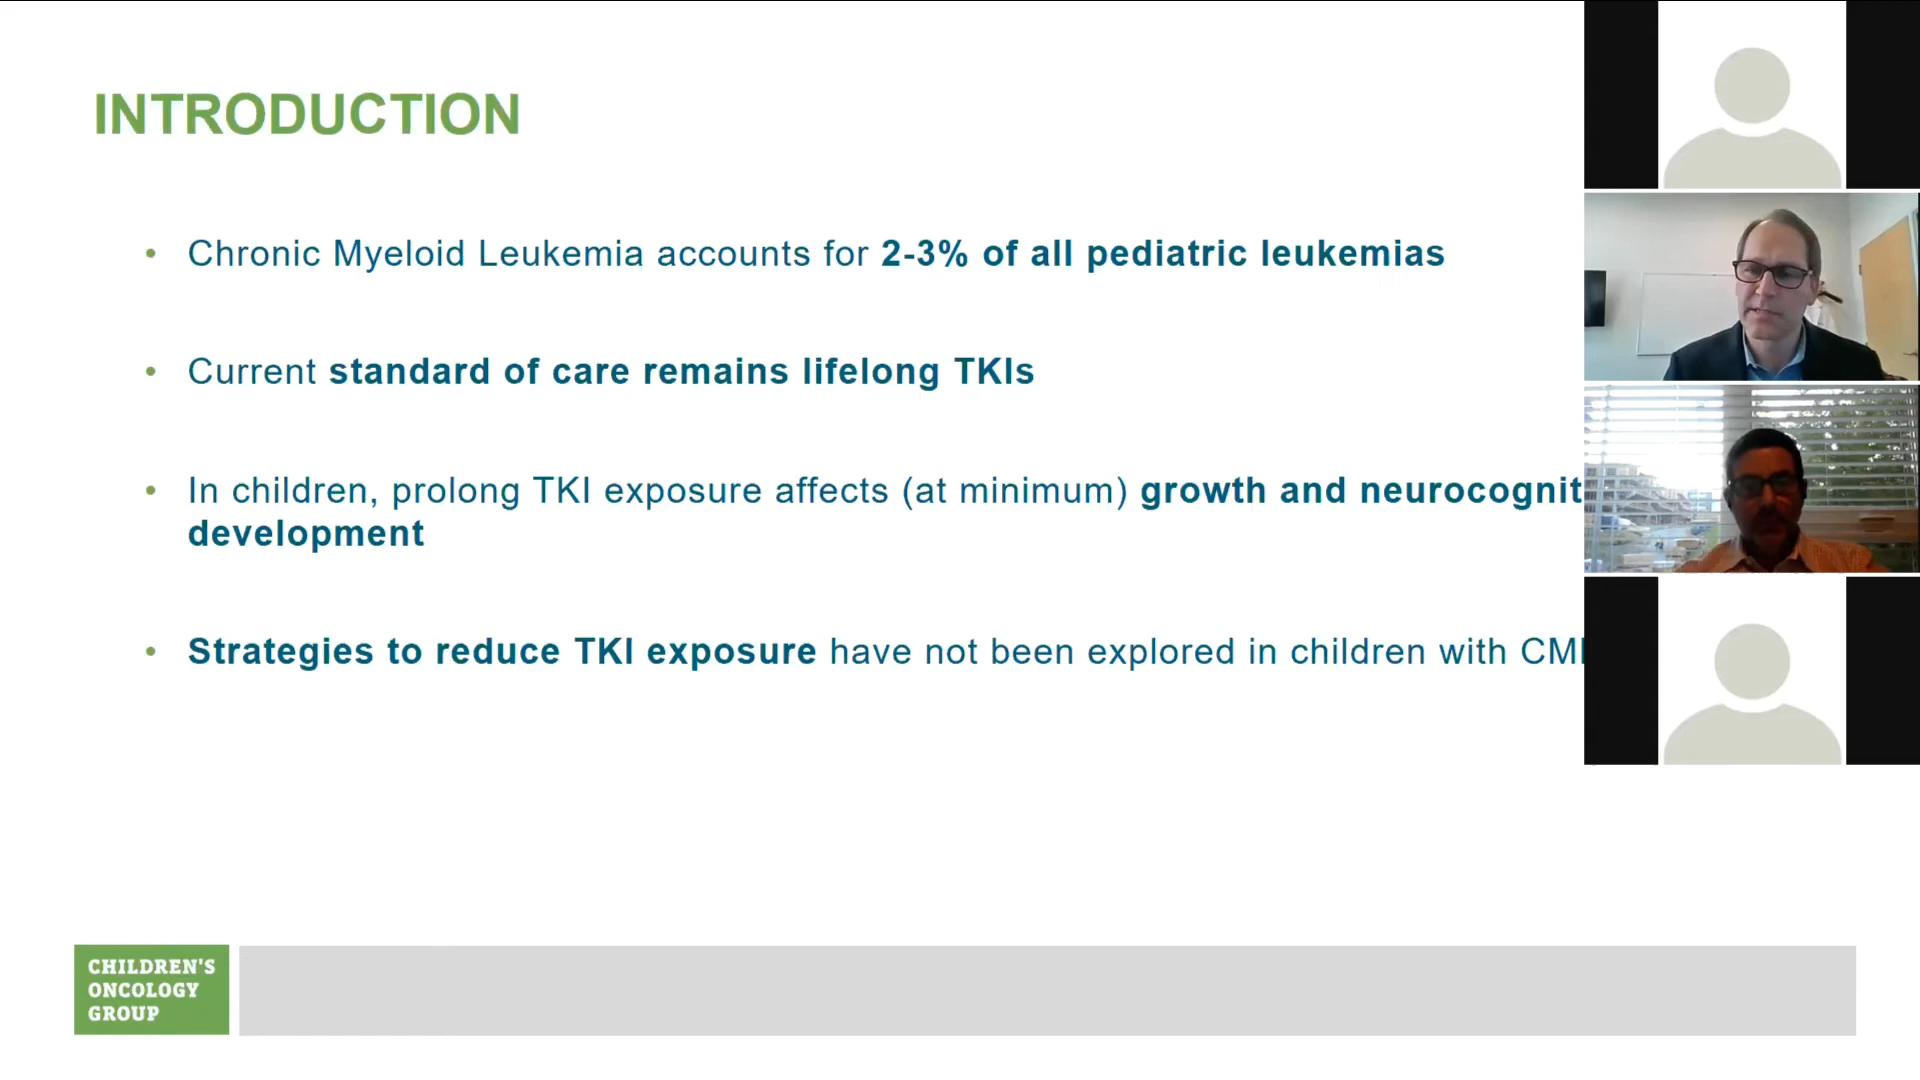 INTRODUCTION
• Chronic Myeloid Leukemia accounts for 2-3% of all pediatric leukemias
• Current standard of care remains lifelong TKIs
• In children, prolong TKI exposure affects (at minimum) growth and neurocognit
development
• Strategies to reduce TKI exposure have not been explored in children with CM
CHILDREN'S
ONCOLOGY
GROUP